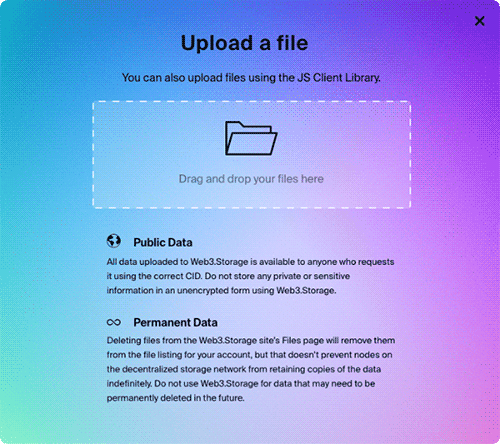 Upload a file
You can also upload files using the JS Client Library.
Drag and drop your files here
Public Data
All data uploaded to Web3.Storage is available to anyone who requests
it using the correct CID. Do not store any private or sensitive
information in an unencrypted form using Web3.Storage.
Permanent Data
Deleting files from the Web3.Storage site's Files page will remove them
from the file listing for your account, but that doesn't prevent nodes on
the decentralized storage network from retaining copies of the data
indefinitely. Do not use Web3.Storage for data that may need to be
permanently deleted in the future.